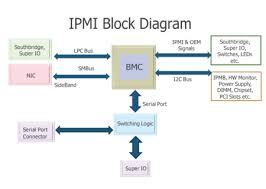 IPMI Block Diagram
Southbridge,
Super IO
LPC Bus
NIC
SMBus
SideBand
BMC
IPMI & OEM
Signals
Southbridge,
Super IO,
Switches, LEDs
etc.
I2C Bus
IPMB, HW Monitor,
Power Supply,
DIMM, Chipset,
PCI Slots etc.
Serial Port
Serial Port
Connector
Switching Logic
Super IO